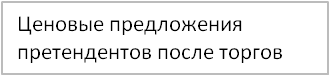 Ценовые предложения
претендентов после торгов